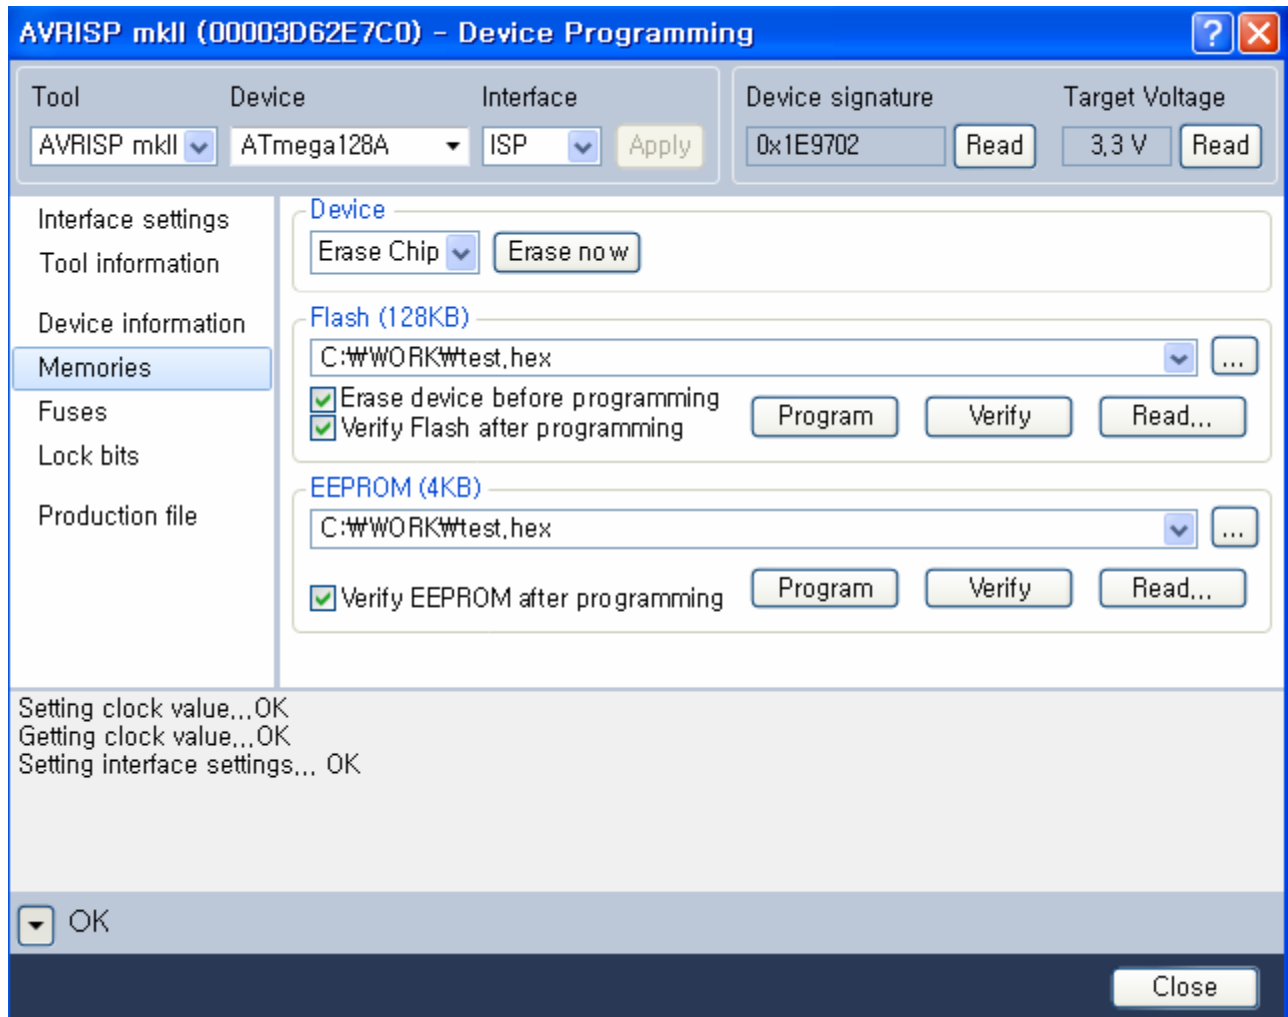 AVRISP mkII (00003D62E7C0) - Device Programming
Tool Device Interface Device signature Target Voltage
AVRISP mkII ATmega128A ISP Apply 0x1E9702 Read 3,3 V Read
Interface settings
Tool information
Device information
Memories
Fuses
Lock bits
Production file
Device
Erase Chip Erase now
Flash (128KB)
C:₩WORK₩test,hex ...
Erase device before programming
Verify Flash after programming
Program Verify Read,,,
EEPROM (4KB)
C:₩WORK₩test,hex ...
Verify EEPROM after programming
Program Verify Read,,,
Setting clock value,,,OK
Getting clock value,,,OK
Setting interface settings,,, OK
OK
Close